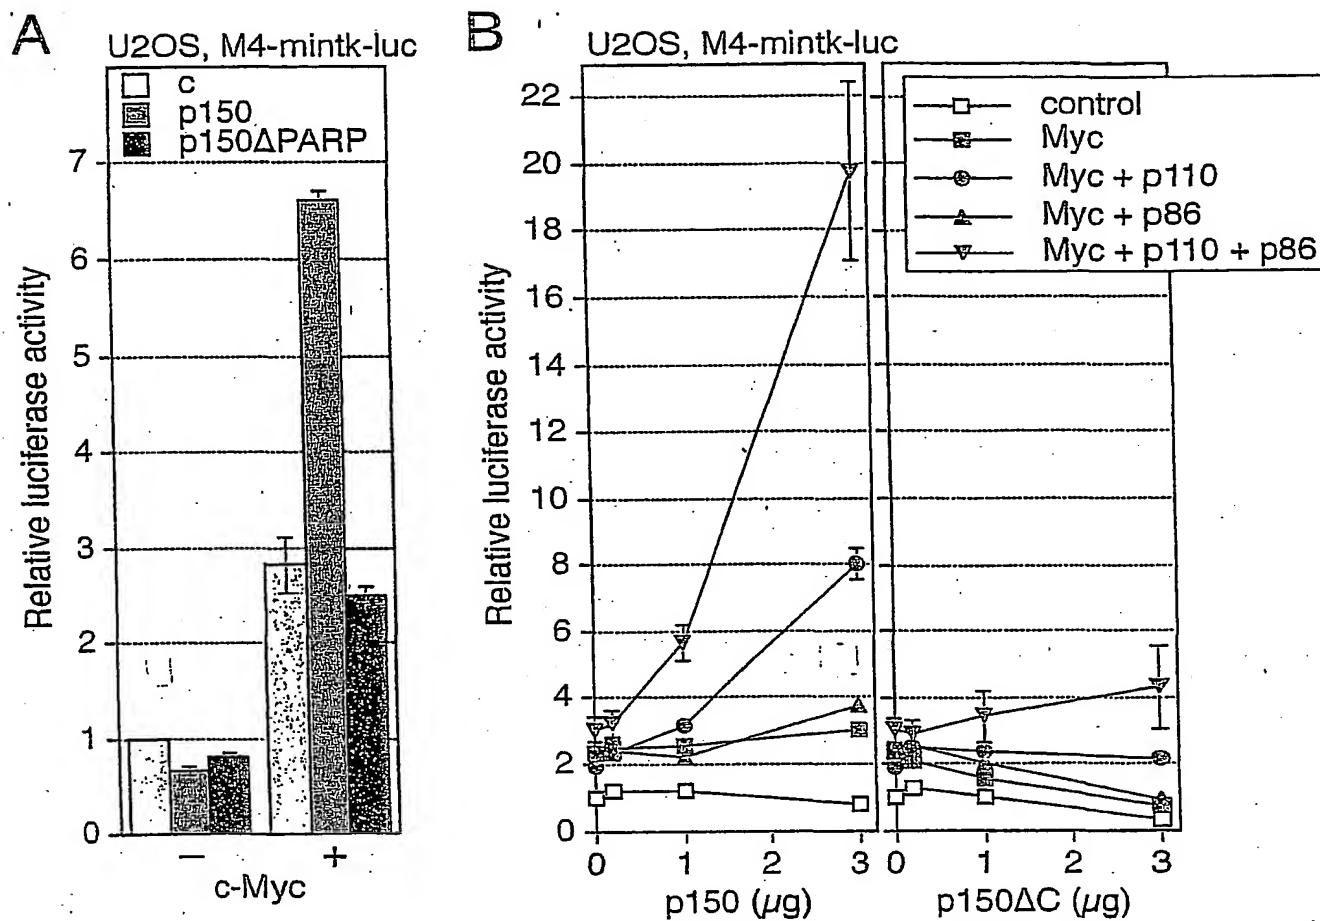 A
U2OS, M4-mintk-luc
c
p150
p150ΔPARP
Relative luciferase activity
7
6
5
4
3
2
1
0
− +
c-Myc
B
U2OS, M4-mintk-luc
control
Myc
Myc + p110
Myc + p86
Myc + p110 + p86
Relative luciferase activity
22
20
18
16
14
12
10
8
6
4
2
0
0 1 2 3
p150 (µg)
0 1 2 3
p150ΔC (µg)